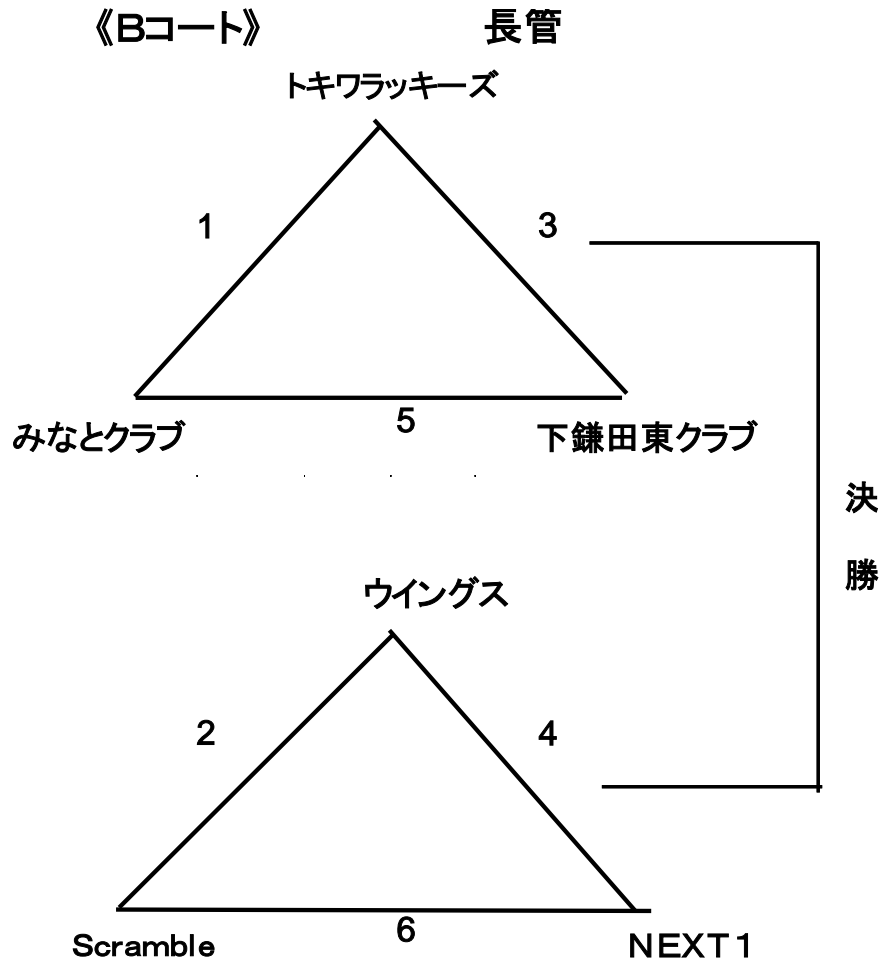 《Bコート》 長管
トキワラッキーズ
1 3
5
みなとクラブ 下鎌田東クラブ
決
勝
ウイングス
2 4
6
Scramble NEXT1